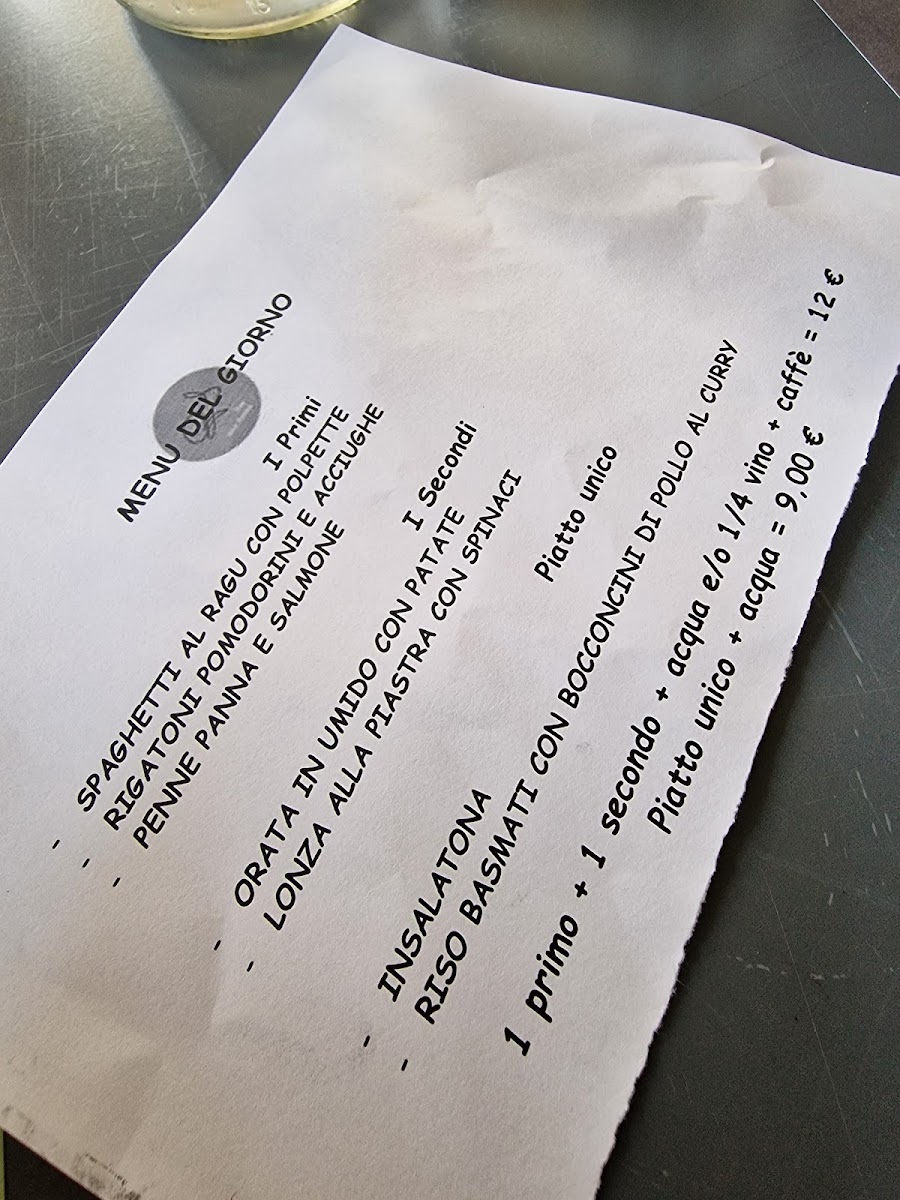 MENU DEL GIORNO
I Primi
- SPAGHETTI AL RAGU CON POLPETTE
- RIGATONI POMODORINI E ACCIUGHE
- PENNE PANNA E SALMONE
I Secondi
- ORATA IN UMIDO CON PATATE
- LONZA ALLA PIASTRA CON SPINACI
Piatto unico
- INSALATONA
- RISO BASMATI CON BOCCONCINI DI POLLO AL CURRY
1 primo + 1 secondo + acqua e/o 1/4 vino + caffè = 12 €
Piatto unico + acqua = 9,00 €